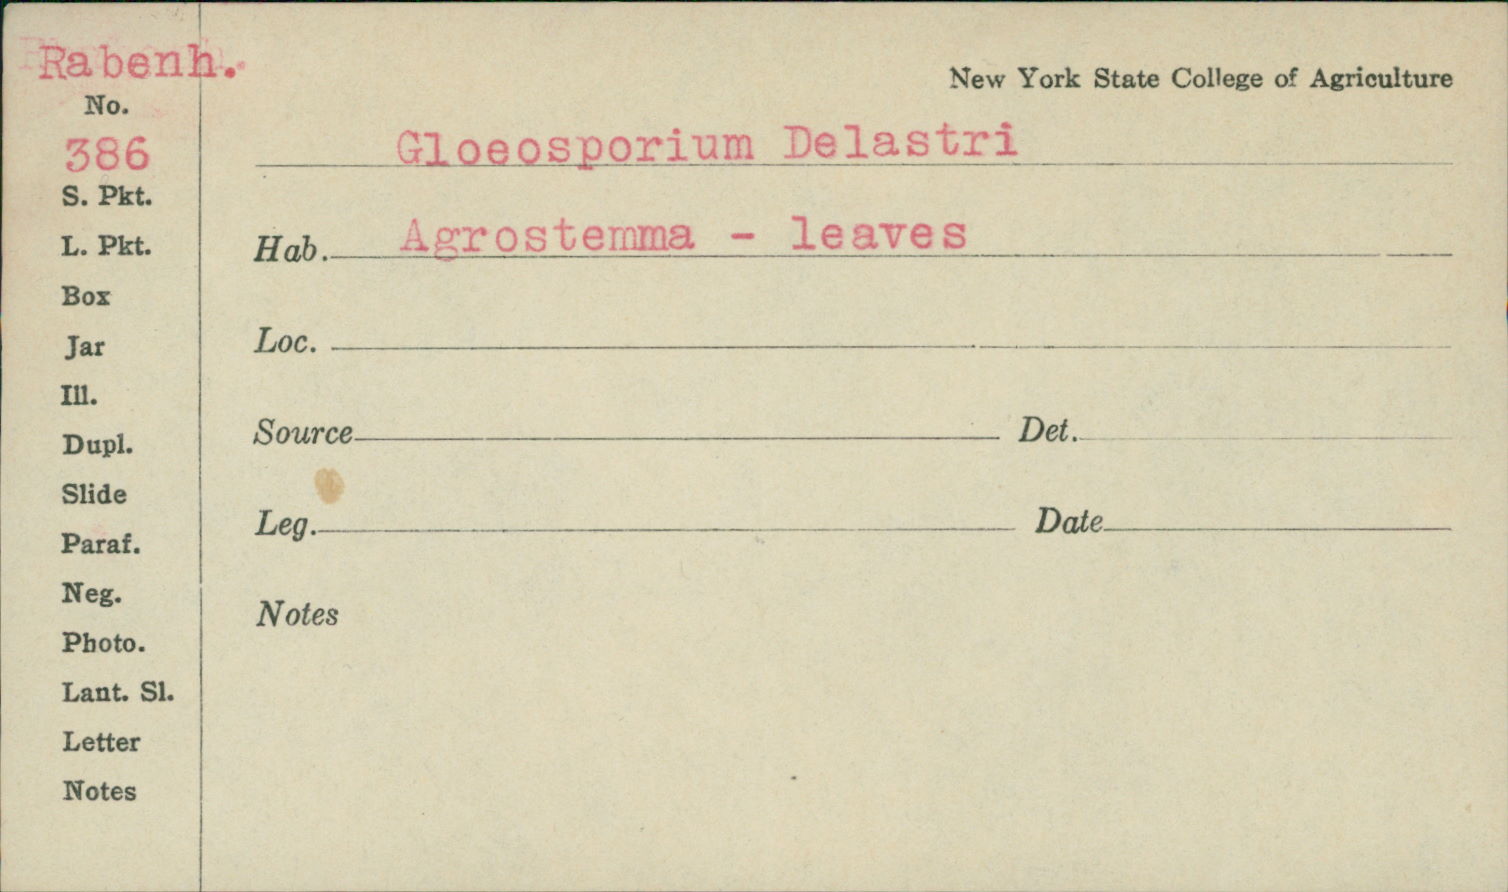 Rabenh.
New York State College of Agriculture
No.
386
Gloeosporium Delastri
S. Pkt.
L. Pkt.
Hab. Agrostemma - leaves
Box
Jar
Loc.
Ill.
Dupl.
Source Det.
Slide
Leg. Date
Paraf.
Neg.
Notes
Photo.
Lant. Sl.
Letter
Notes